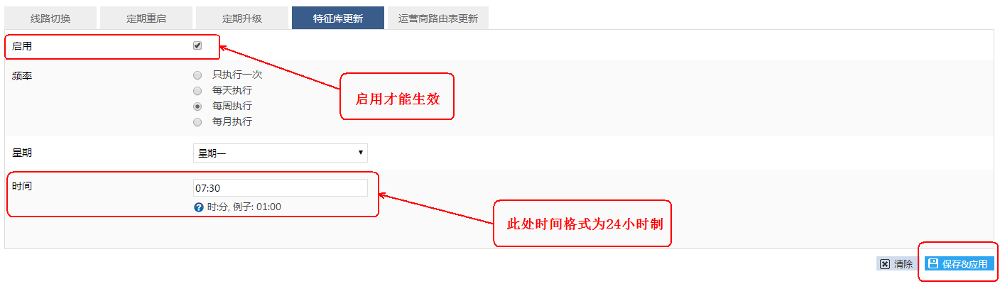 线路切换 定期重启 定期升级 特征库更新 运营商路由表更新
启用
频率 只执行一次
每天执行
启用才能生效
每周执行
每月执行
星期 星期一
时间 07:30
时:分, 例子: 01:00
此处时间格式为24小时制
清除 保存&应用